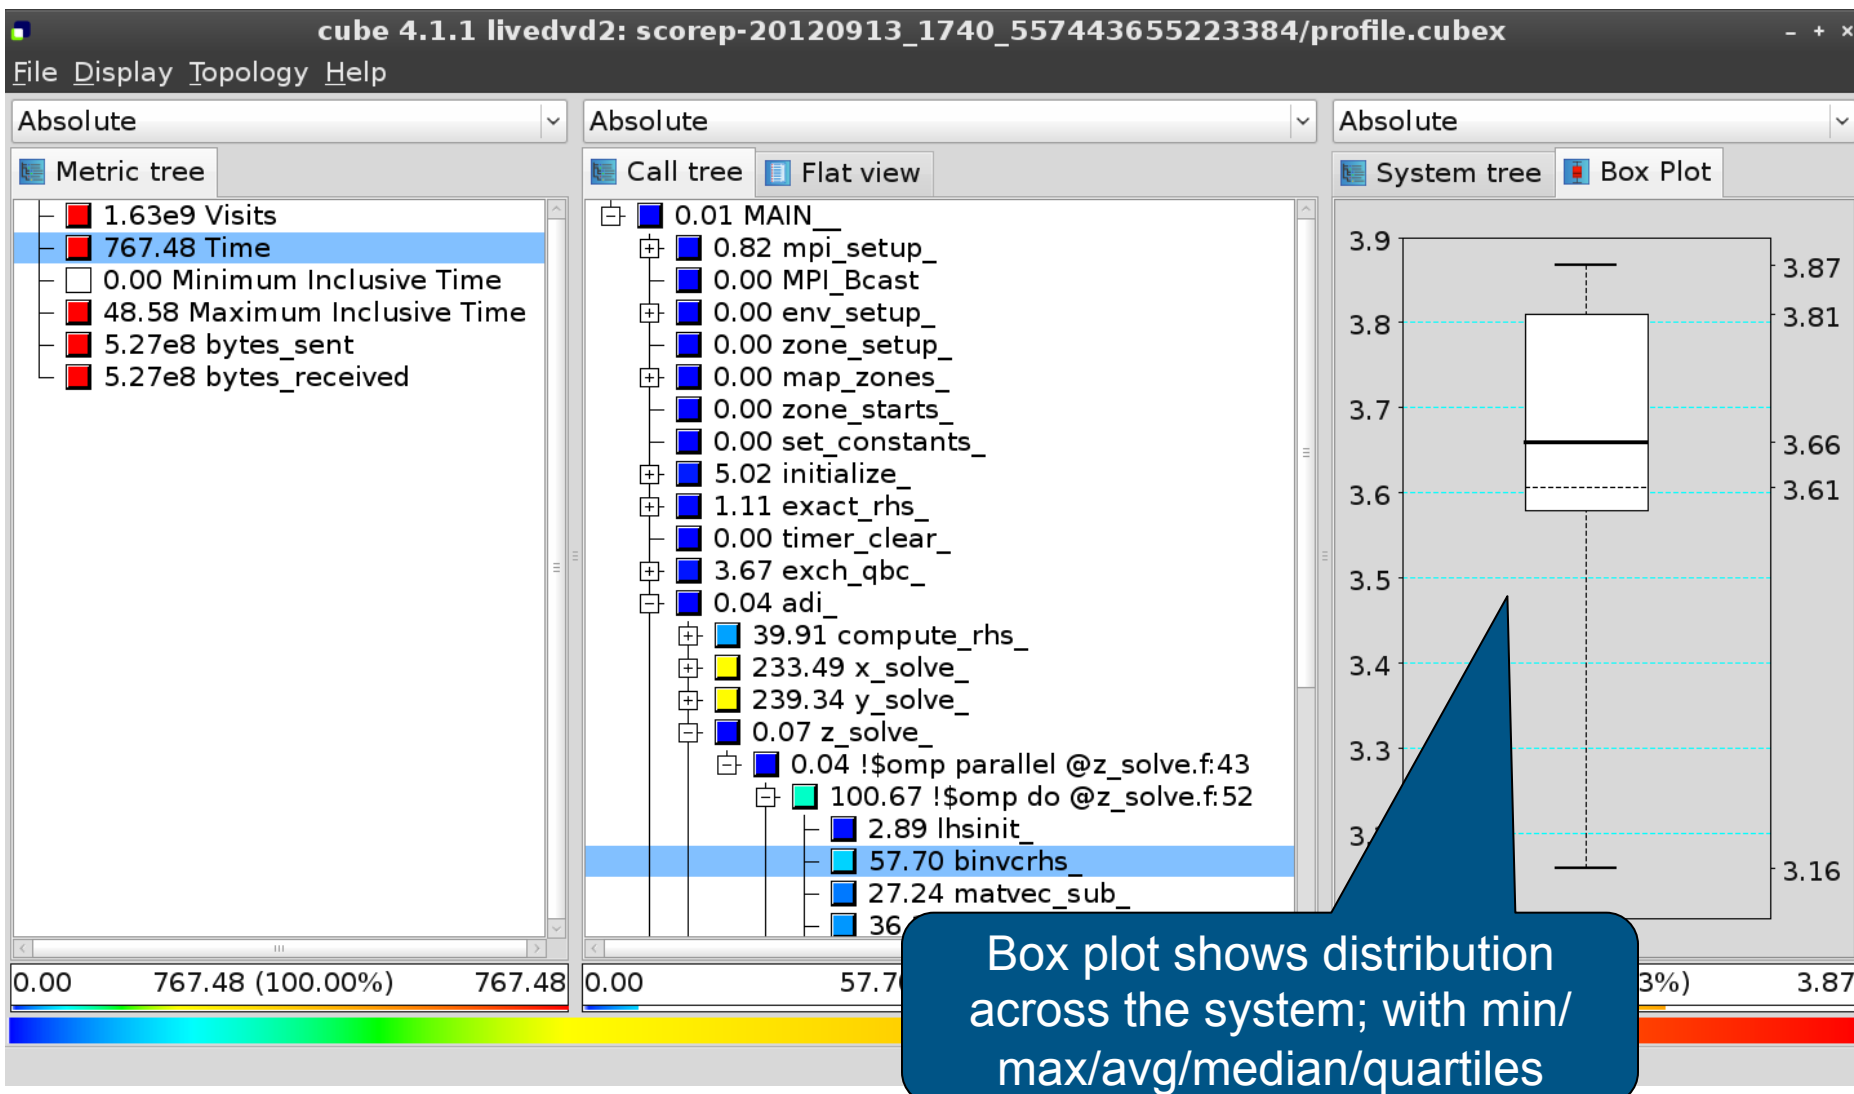 cube 4.1.1 livedvd2: scorep-20120913_1740_557443655223384/profile.cubex
File Display Topology Help
Absolute
Absolute
Absolute
Metric tree
Call tree
Flat view
System tree
Box Plot
1.63e9 Visits
767.48 Time
0.00 Minimum Inclusive Time
48.58 Maximum Inclusive Time
5.27e8 bytes_sent
5.27e8 bytes_received
0.01 MAIN__
0.82 mpi_setup_
0.00 MPI_Bcast
0.00 env_setup_
0.00 zone_setup_
0.00 map_zones_
0.00 zone_starts_
0.00 set_constants_
5.02 initialize_
1.11 exact_rhs_
0.00 timer_clear_
3.67 exch_qbc_
0.04 adi_
39.91 compute_rhs_
233.49 x_solve_
239.34 y_solve_
0.07 z_solve_
0.04 !$omp parallel @z_solve.f:43
100.67 !$omp do @z_solve.f:52
2.89 lhsinit_
57.70 binvcrhs_
27.24 matvec_sub_
36
3.9
3.8
3.7
3.6
3.5
3.4
3.3
3.87
3.81
3.66
3.61
3.16
0.00 767.48 (100.00%) 767.48
0.00 57.7
3%) 3.87
Box plot shows distribution
across the system; with min/
max/avg/median/quartiles